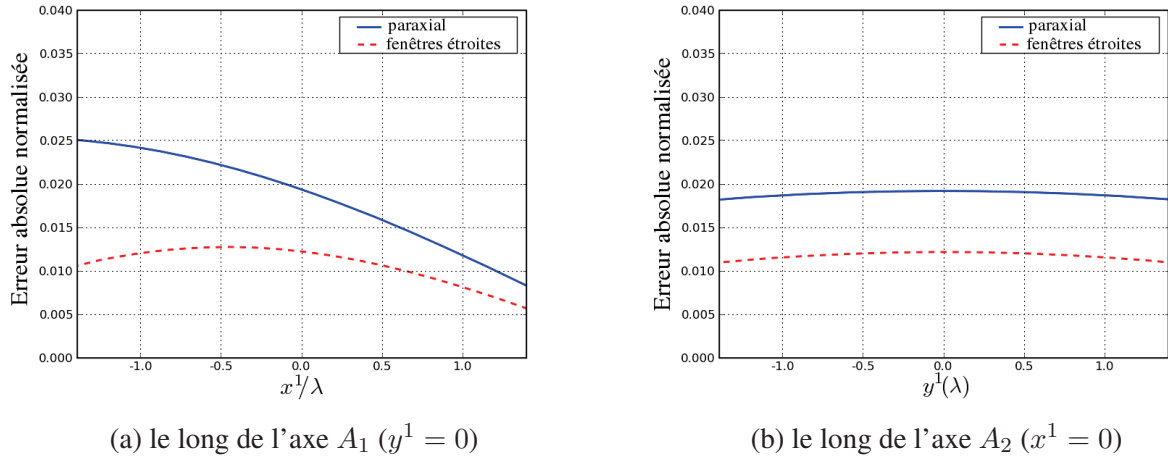 0.040
0.035
0.030
0.025
0.020
0.015
0.010
0.005
0.000
Erreur absolue normalisée
paraxial
fenêtres étroites
-1.0 -0.5 0.0 0.5 1.0
x¹/λ
(a) le long de l'axe A₁ (y¹ = 0)
0.040
0.035
0.030
0.025
0.020
0.015
0.010
0.005
0.000
Erreur absolue normalisée
paraxial
fenêtres étroites
-1.0 -0.5 0.0 0.5 1.0
y¹(λ)
(b) le long de l'axe A₂ (x¹ = 0)